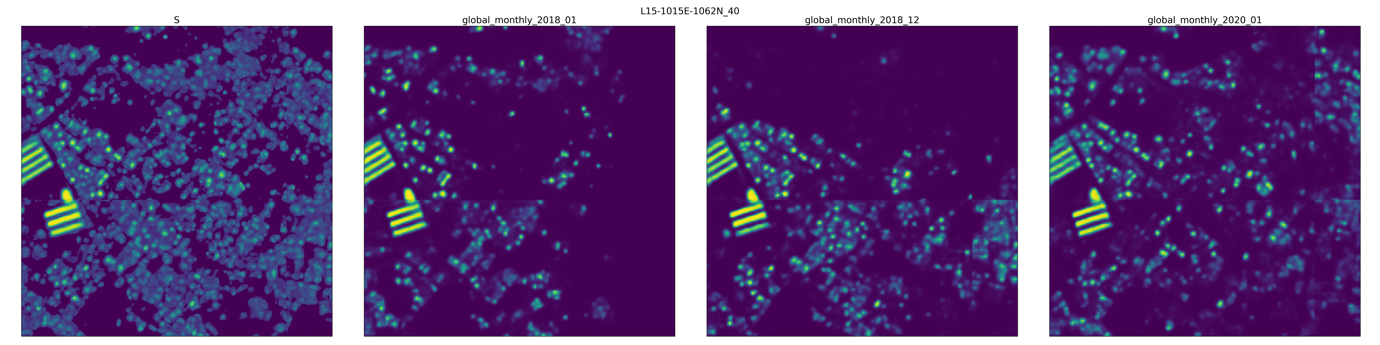 L15-1015E-1062N_40
S
global_monthly_2018_01
global_monthly_2018_12
global_monthly_2020_01